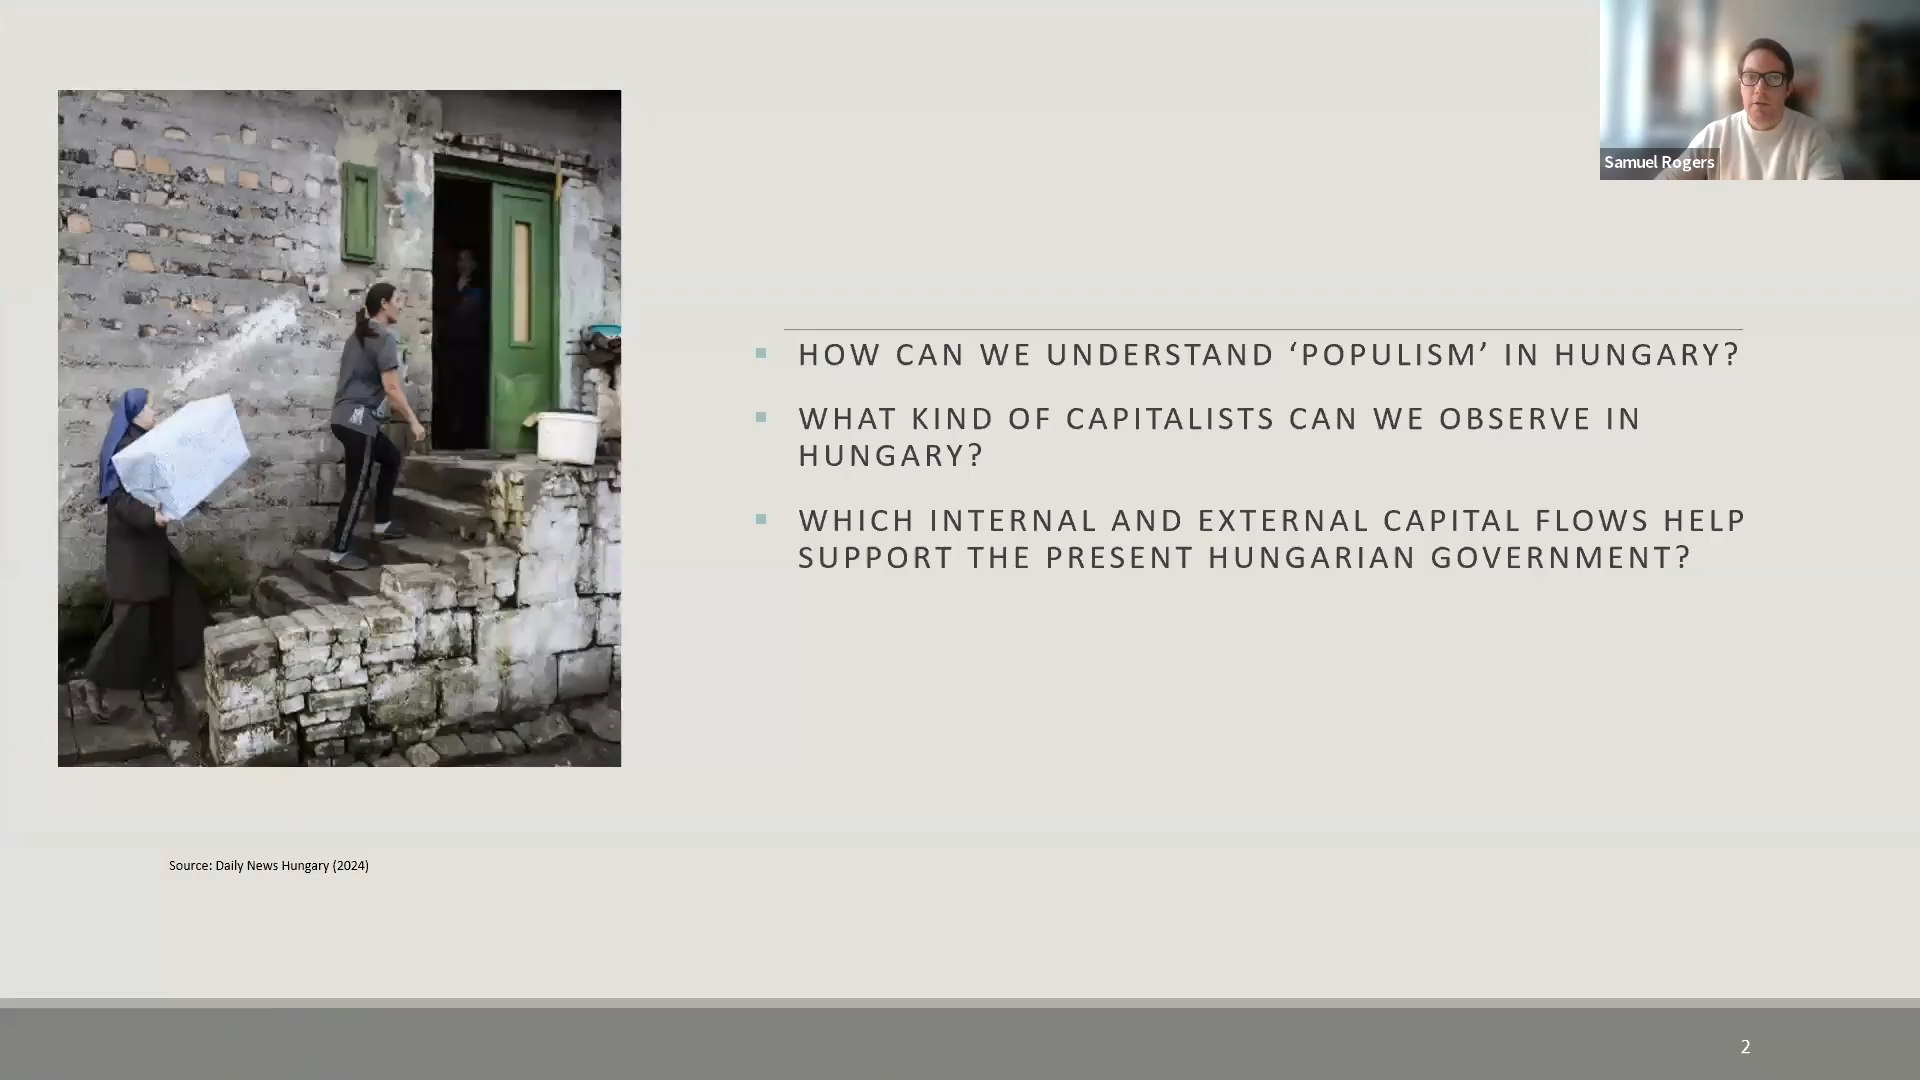 Samuel Rogers
HOW CAN WE UNDERSTAND ‘POPULISM’ IN HUNGARY?
WHAT KIND OF CAPITALISTS CAN WE OBSERVE IN
HUNGARY?
WHICH INTERNAL AND EXTERNAL CAPITAL FLOWS HELP
SUPPORT THE PRESENT HUNGARIAN GOVERNMENT?
Source: Daily News Hungary (2024)
2